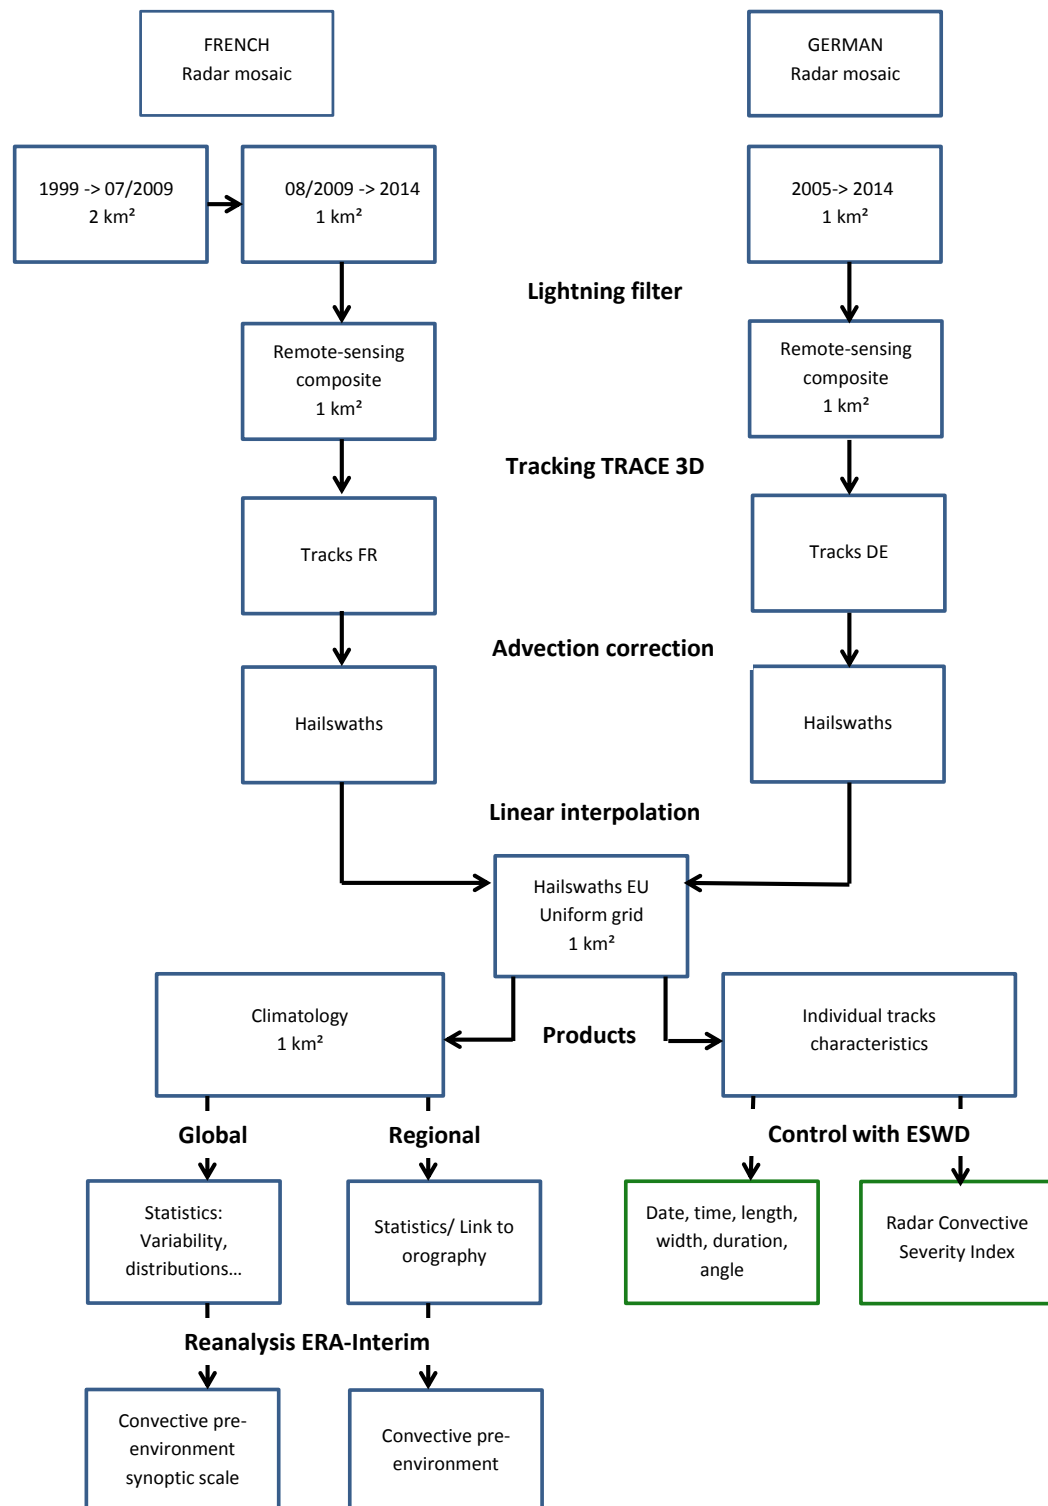 FRENCH
Radar mosaic
GERMAN
Radar mosaic
1999 -> 07/2009
2 km²
08/2009 -> 2014
1 km²
2005-> 2014
1 km²
Lightning filter
Remote-sensing
composite
1 km²
Remote-sensing
composite
1 km²
Tracking TRACE 3D
Tracks FR
Tracks DE
Advection correction
Hailswaths
Hailswaths
Linear interpolation
Hailswaths EU
Uniform grid
1 km²
Climatology
1 km²
Products
Individual tracks
characteristics
Global
Regional
Control with ESWD
Statistics:
Variability,
distributions…
Statistics/ Link to
orography
Date, time, length,
width, duration,
angle
Radar Convective
Severity Index
Reanalysis ERA-Interim
Convective pre-
environment
synoptic scale
Convective pre-
environment